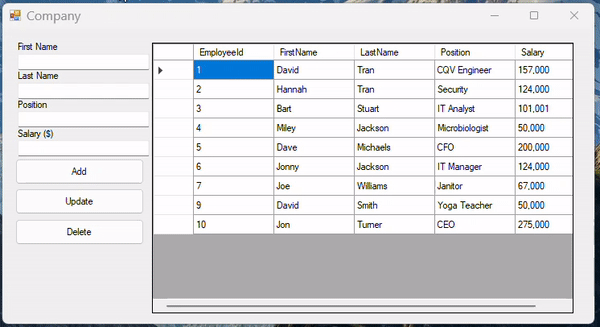 Company
First Name
Last Name
Position
Salary ($)
Add
Update
Delete
EmployeeId FirstName LastName Position Salary
1 David Tran CQV Engineer 157,000
2 Hannah Tran Security 124,000
3 Bart Stuart IT Analyst 101,001
4 Miley Jackson Microbiologist 50,000
5 Dave Michaels CFO 200,000
6 Jonny Jackson IT Manager 124,000
7 Joe Williams Janitor 67,000
9 David Smith Yoga Teacher 50,000
10 Jon Turner CEO 275,000